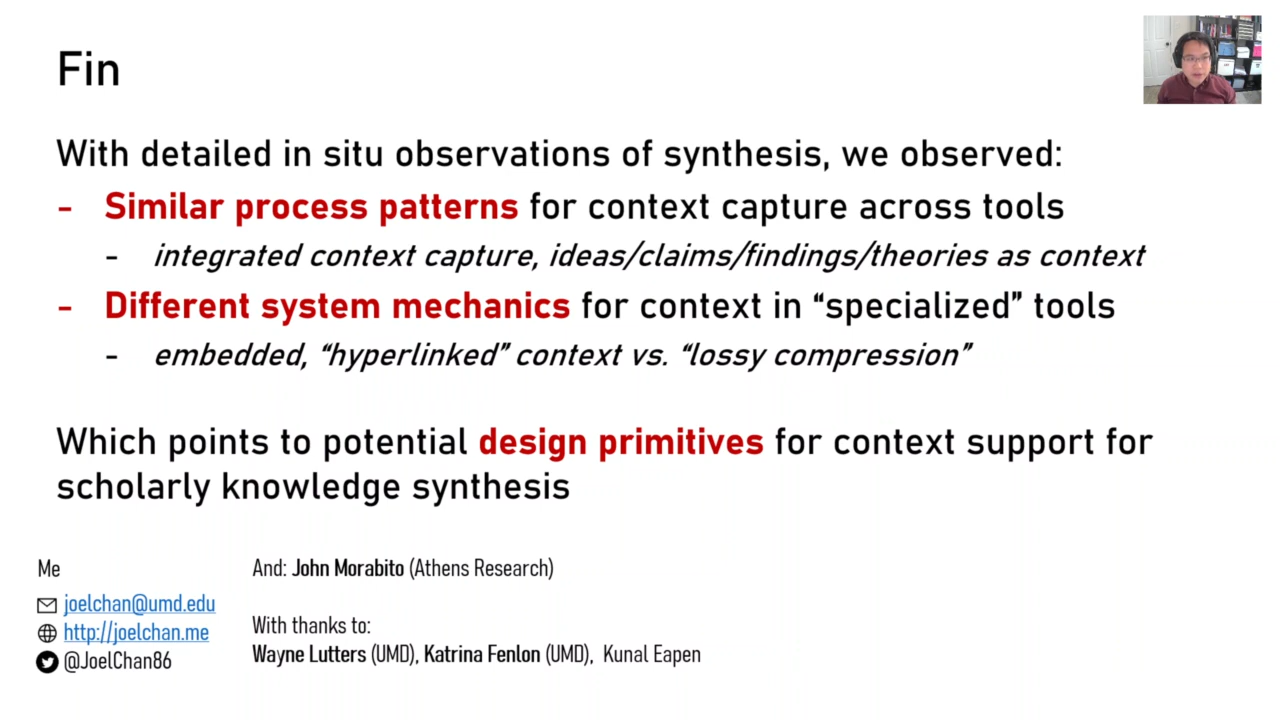 Fin
With detailed in situ observations of synthesis, we observed:
- Similar process patterns for context capture across tools
- integrated context capture, ideas/claims/findings/theories as context
- Different system mechanics for context in “specialized” tools
- embedded, “hyperlinked” context vs. “lossy compression”
Which points to potential design primitives for context support for
scholarly knowledge synthesis
Me
joelchan@umd.edu
http://joelchan.me
@JoelChan86
And: John Morabito (Athens Research)
With thanks to:
Wayne Lutters (UMD), Katrina Fenlon (UMD), Kunal Eapen